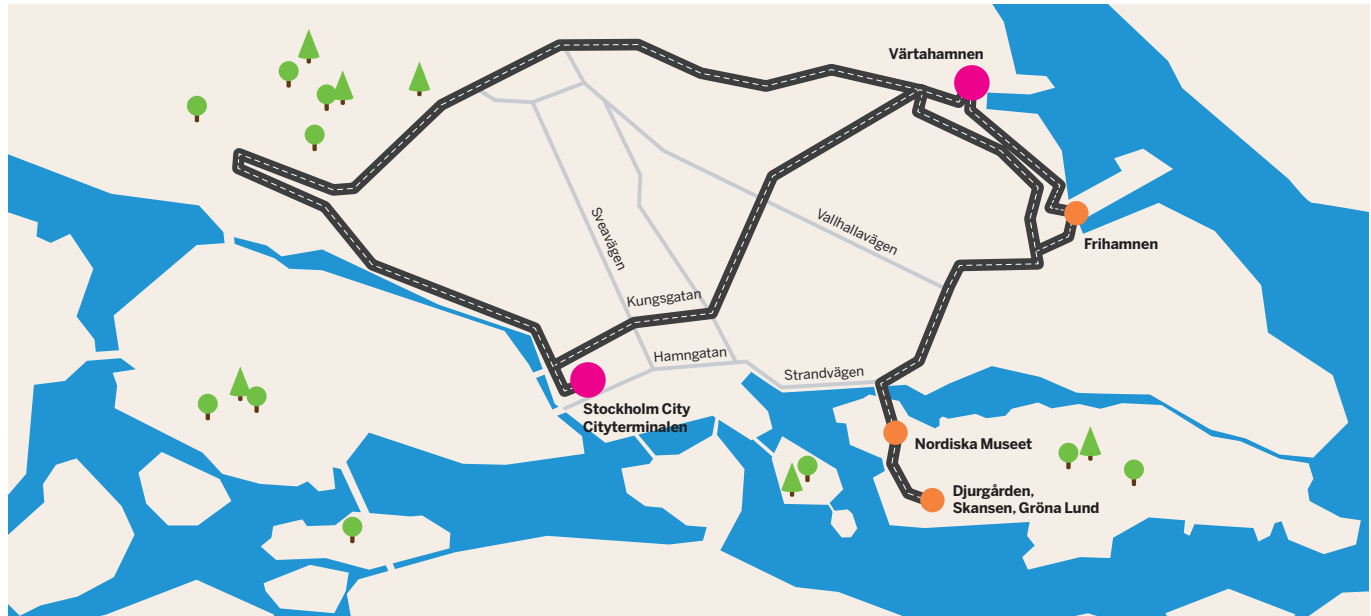 Värtahamnen
Sveavägen
Vallhallavägen
Frihamnen
Kungsgatan
Hamngatan
Strandvägen
Stockholm City
Cityterminalen
Nordiska Museet
Djurgården,
Skansen, Gröna Lund